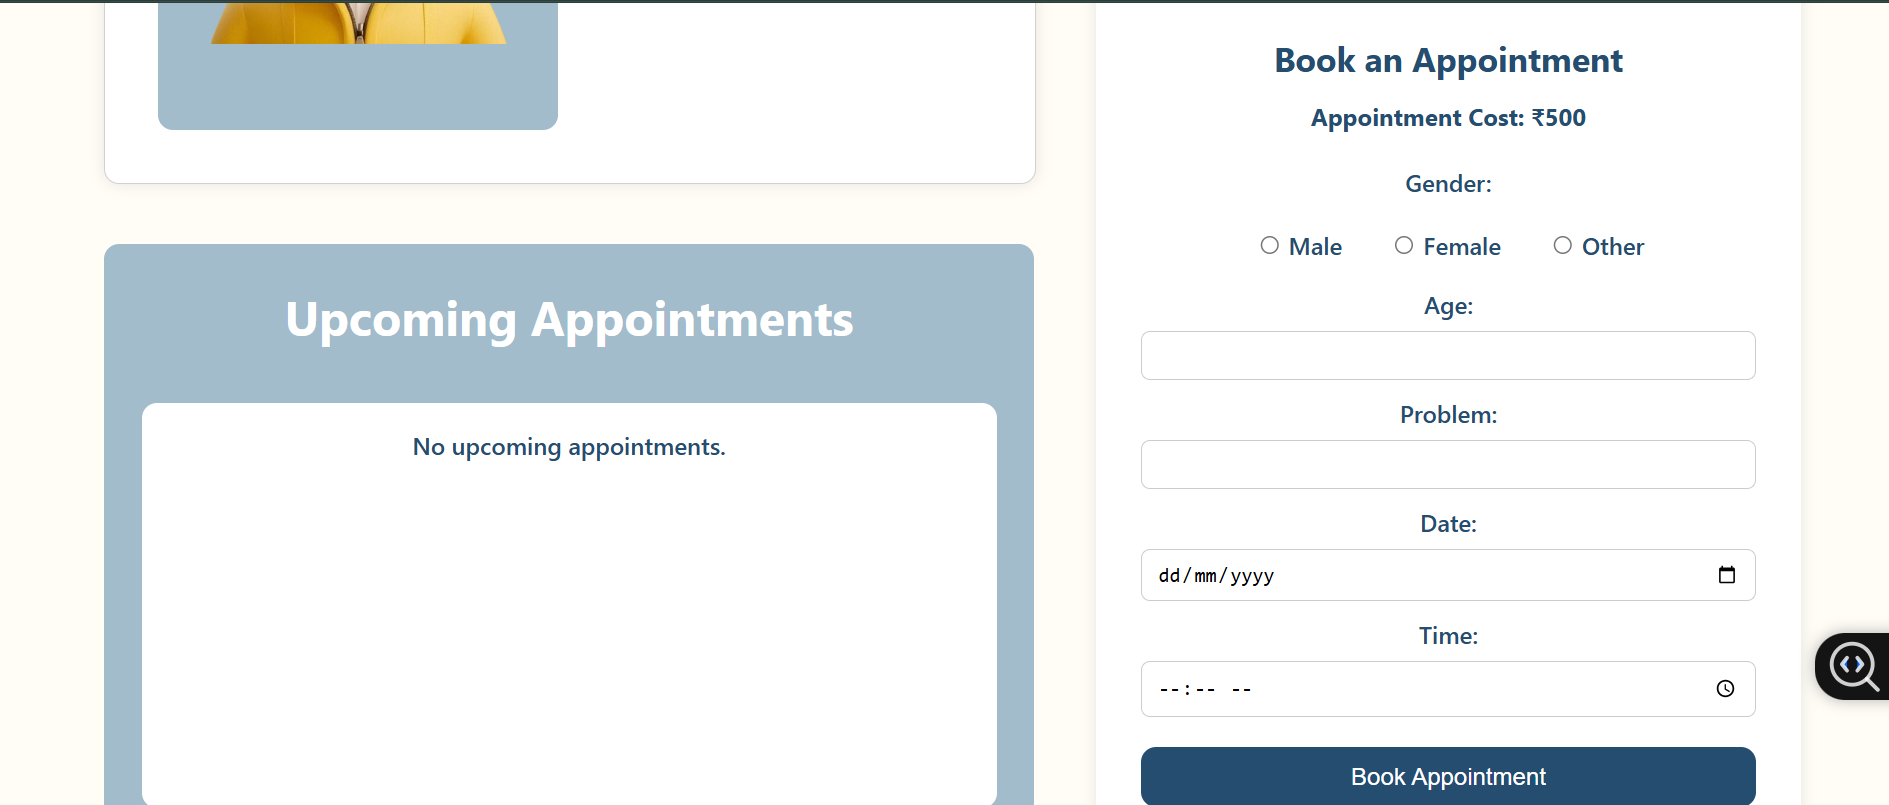 Upcoming Appointments
No upcoming appointments.
Book an Appointment
Appointment Cost: ₹500
Gender:
Male Female Other
Age:
Problem:
Date:
dd/mm/yyyy
Time:
--:-- --
Book Appointment